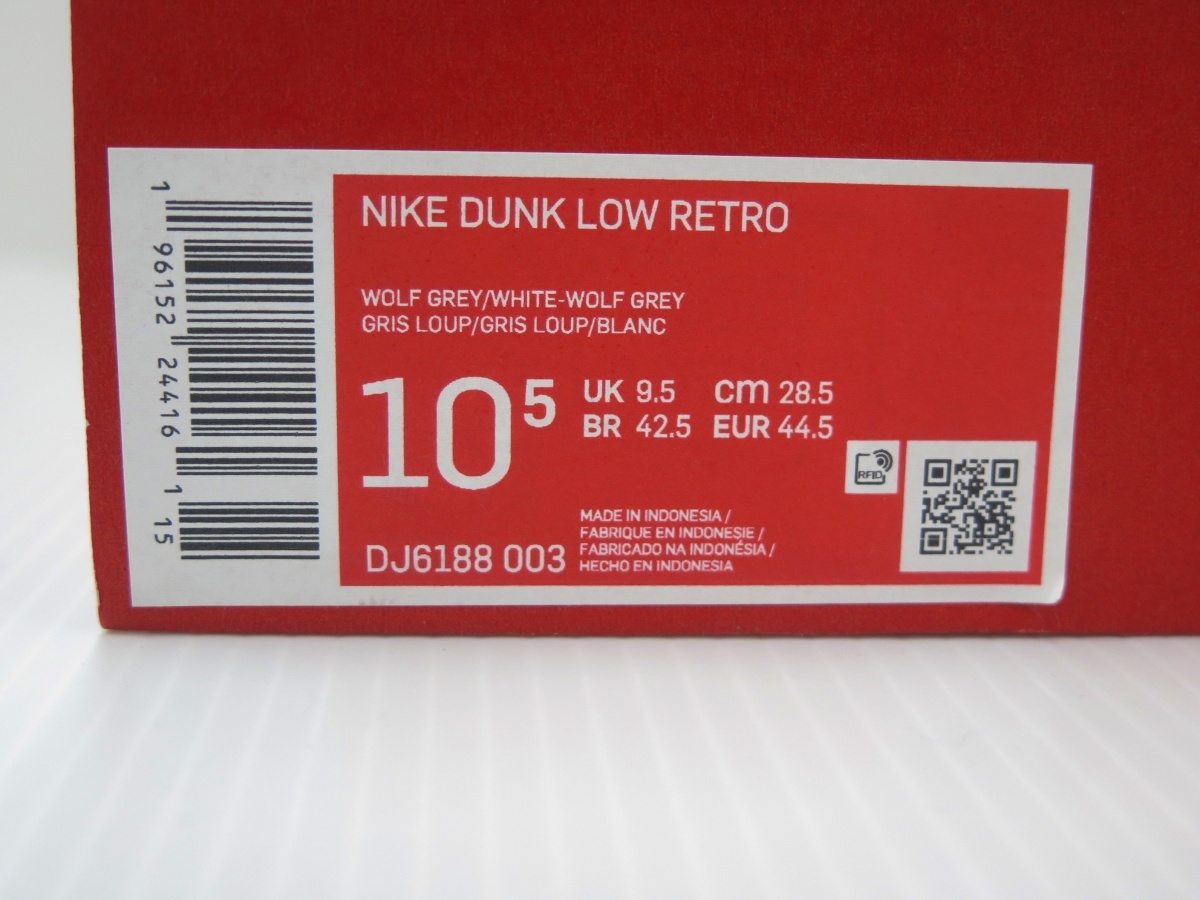 1 96152 24416 1 15
NIKE DUNK LOW RETRO
WOLF GREY/WHITE-WOLF GREY
GRIS LOUP/GRIS LOUP/BLANC
10 5
UK 9.5 cm 28.5
BR 42.5 EUR 44.5
RFID
DJ6188 003
MADE IN INDONESIA /
FABRIQUE EN INDONESIE /
FABRICADO NA INDONÉSIA /
HECHO EN INDONESIA